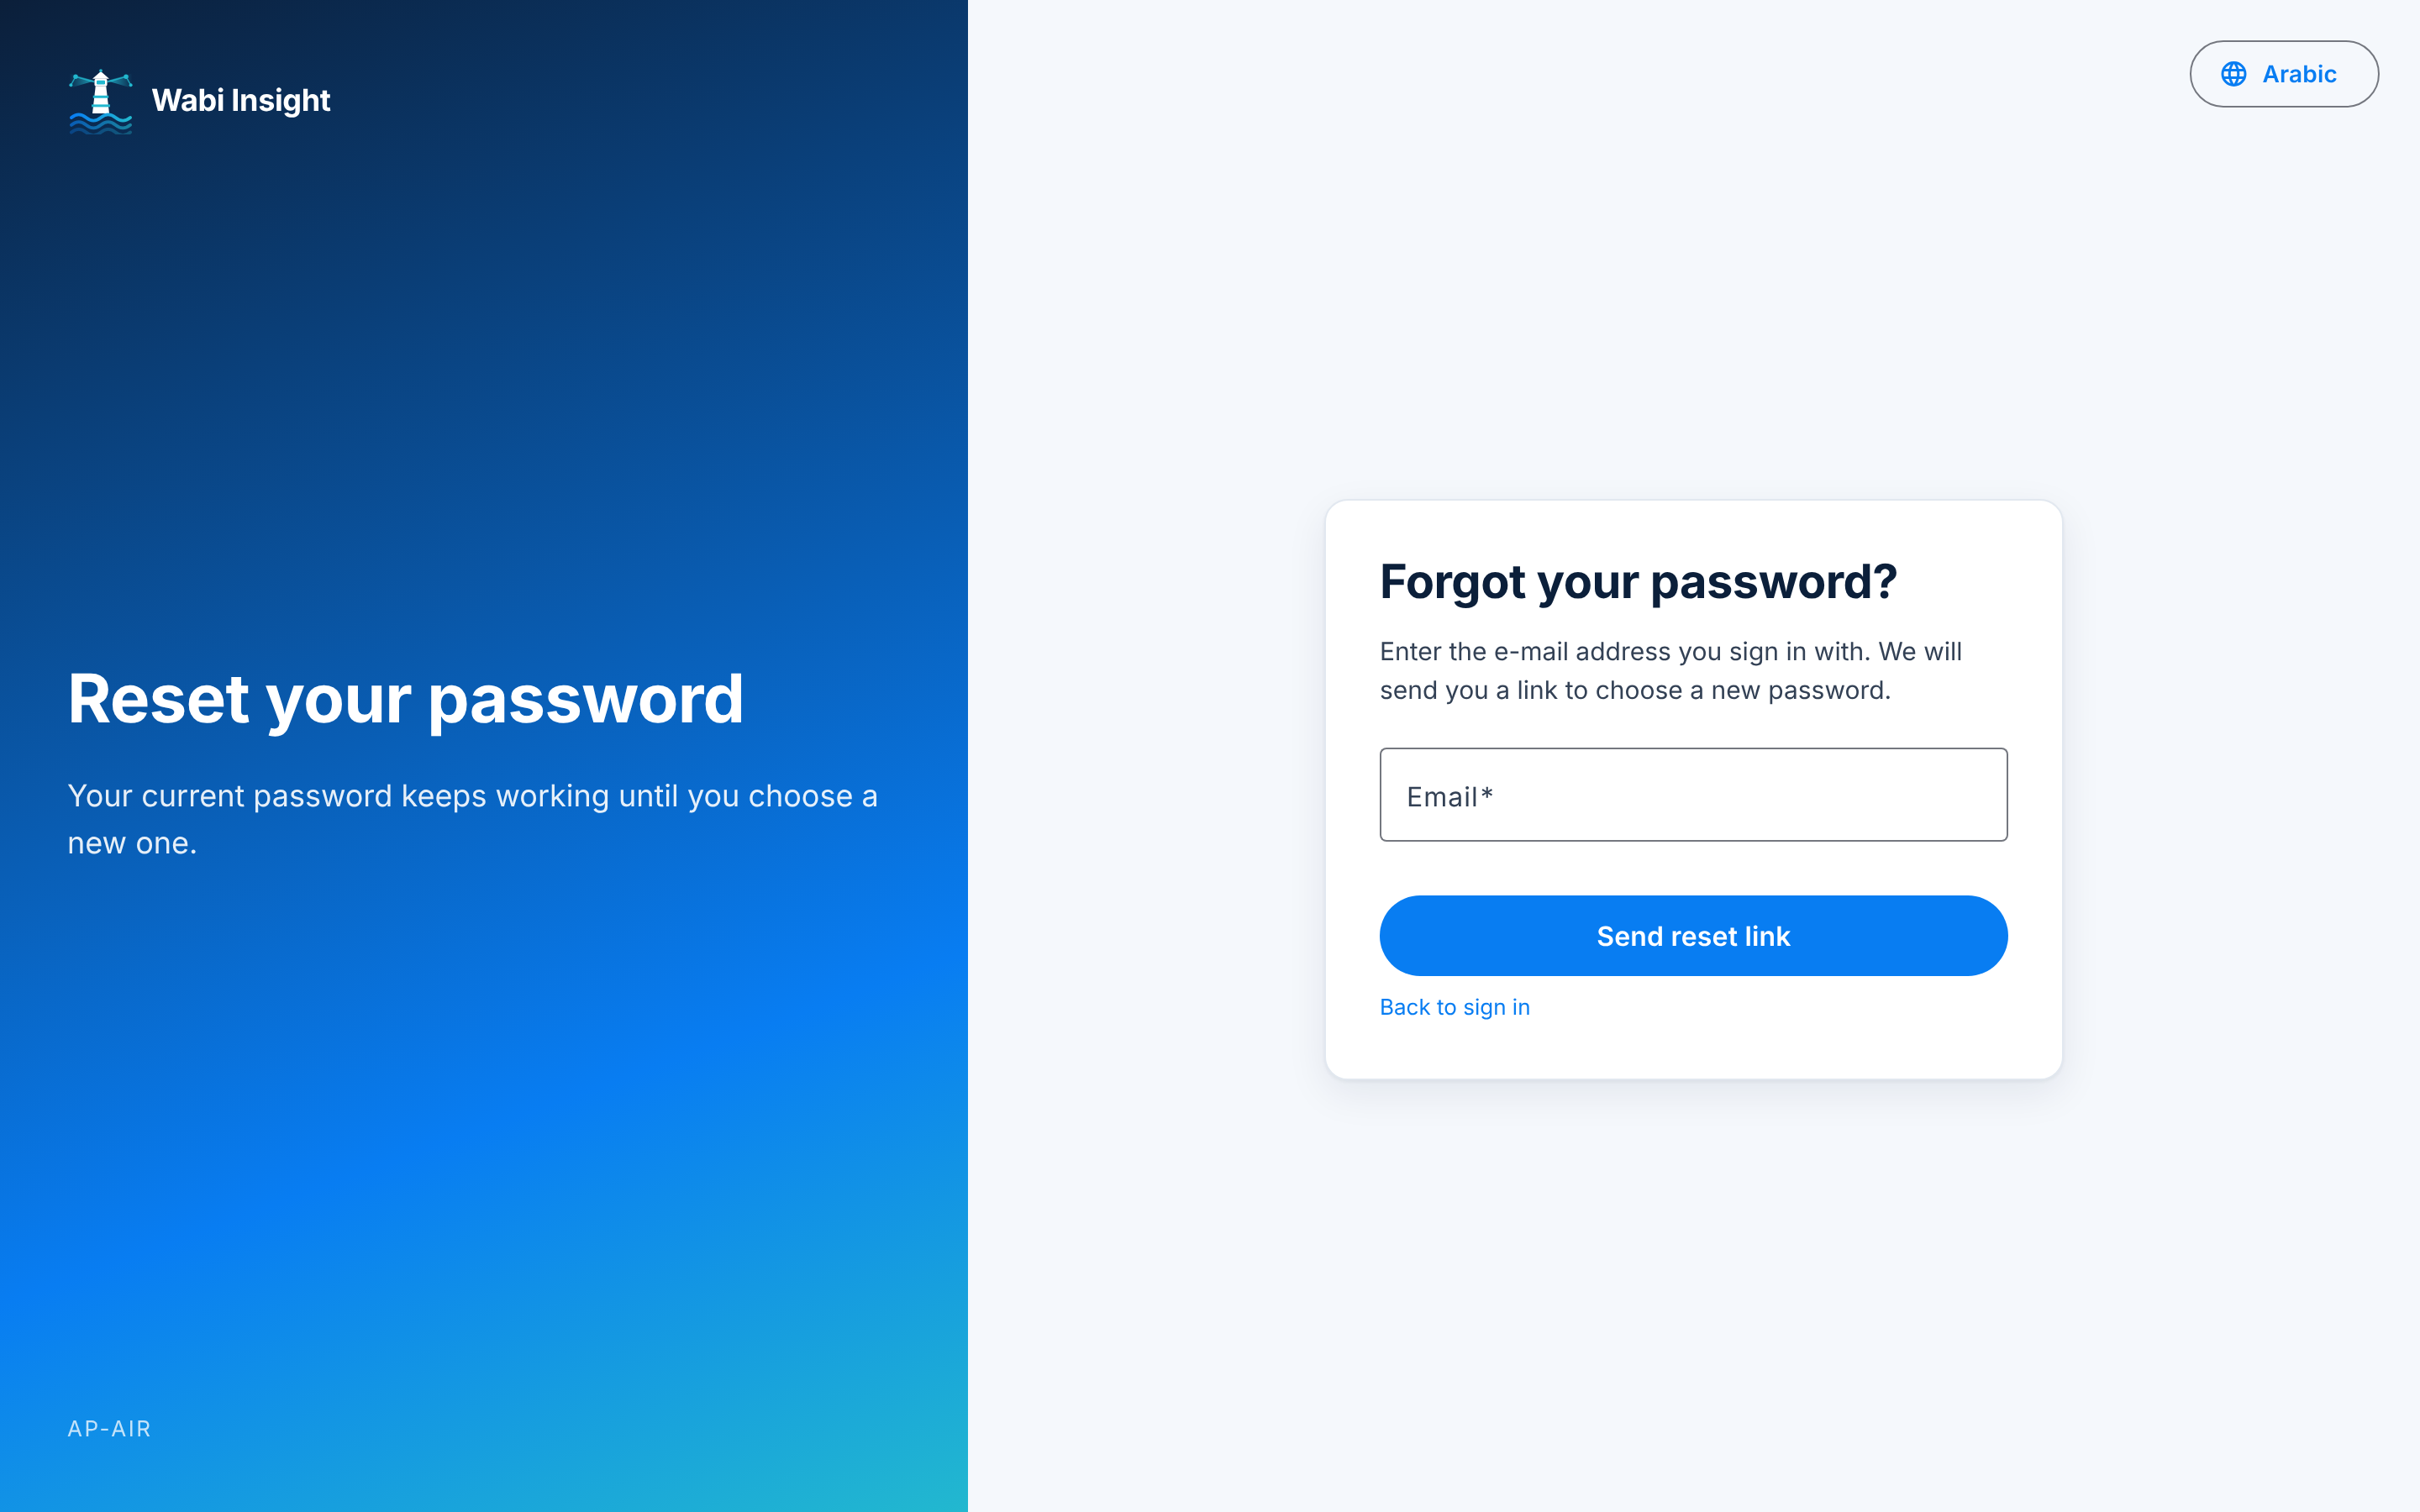 Wabi Insight
Reset your password
Your current password keeps working until you choose a
new one.
AP-AIR
Arabic
Forgot your password?
Enter the e-mail address you sign in with. We will
send you a link to choose a new password.
Email*
Send reset link
Back to sign in